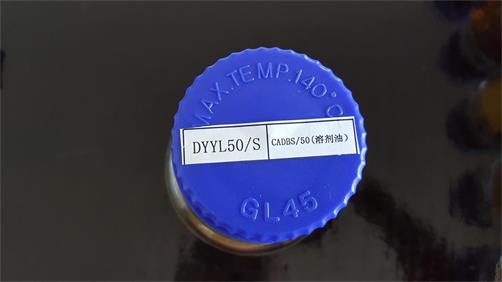 MAX.TEMP.140°C
DYYL50/S
CADBS/50(溶剂油)
GL45